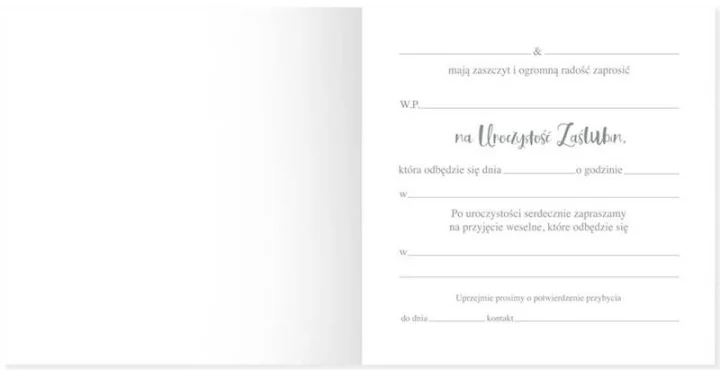 &
mają zaszczyt i ogromną radość zaprosić
W.P.
na Uroczystość Zaślubin,
która odbędzie się dnia o godzinie
w
Po uroczystości serdecznie zapraszamy
na przyjęcie weselne, które odbędzie się
w
Uprzejmie prosimy o potwierdzenie przybycia
do dnia kontakt